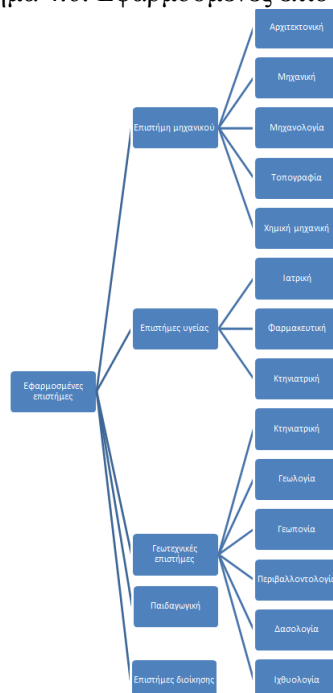 Αρχιτεκτονική
Μηχανική
Επιστήμη μηχανικού
Μηχανολογία
Τοπογραφία
Χημική μηχανική
Ιατρική
Επιστήμες υγείας
Φαρμακευτική
Κτηνιατρική
Εφαρμοσμένες
επιστήμες
Κτηνιατρική
Γεωλογία
Γεωπονία
Γεωτεχνικές
επιστήμες
Περιβαλλοντολογία
Παιδαγωγική
Δασολογία
Επιστήμες διοίκησης
Ιχθυολογία